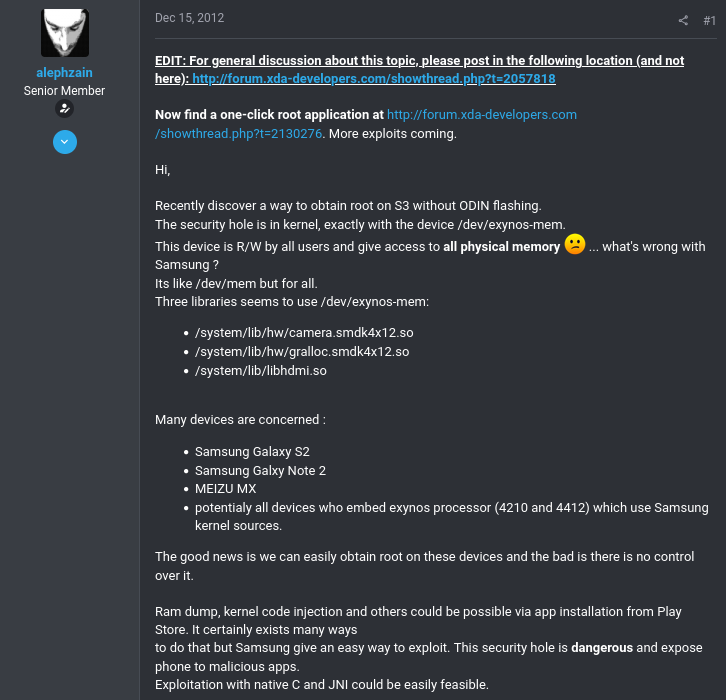 Dec 15, 2012
#1
alephzain
Senior Member
EDIT: For general discussion about this topic, please post in the following location (and not
here): http://forum.xda-developers.com/showthread.php?t=2057818
Now find a one-click root application at http://forum.xda-developers.com
/showthread.php?t=2130276. More exploits coming.
Hi,
Recently discover a way to obtain root on S3 without ODIN flashing.
The security hole is in kernel, exactly with the device /dev/exynos-mem.
This device is R/W by all users and give access to all physical memory ... what's wrong with
Samsung ?
Its like /dev/mem but for all.
Three libraries seems to use /dev/exynos-mem:
• /system/lib/hw/camera.smdk4x12.so
• /system/lib/hw/gralloc.smdk4x12.so
• /system/lib/libhdmi.so
Many devices are concerned :
• Samsung Galaxy S2
• Samsung Galxy Note 2
• MEIZU MX
• potentialy all devices who embed exynos processor (4210 and 4412) which use Samsung
kernel sources.
The good news is we can easily obtain root on these devices and the bad is there is no control
over it.
Ram dump, kernel code injection and others could be possible via app installation from Play
Store. It certainly exists many ways
to do that but Samsung give an easy way to exploit. This security hole is dangerous and expose
phone to malicious apps.
Exploitation with native C and JNI could be easily feasible.